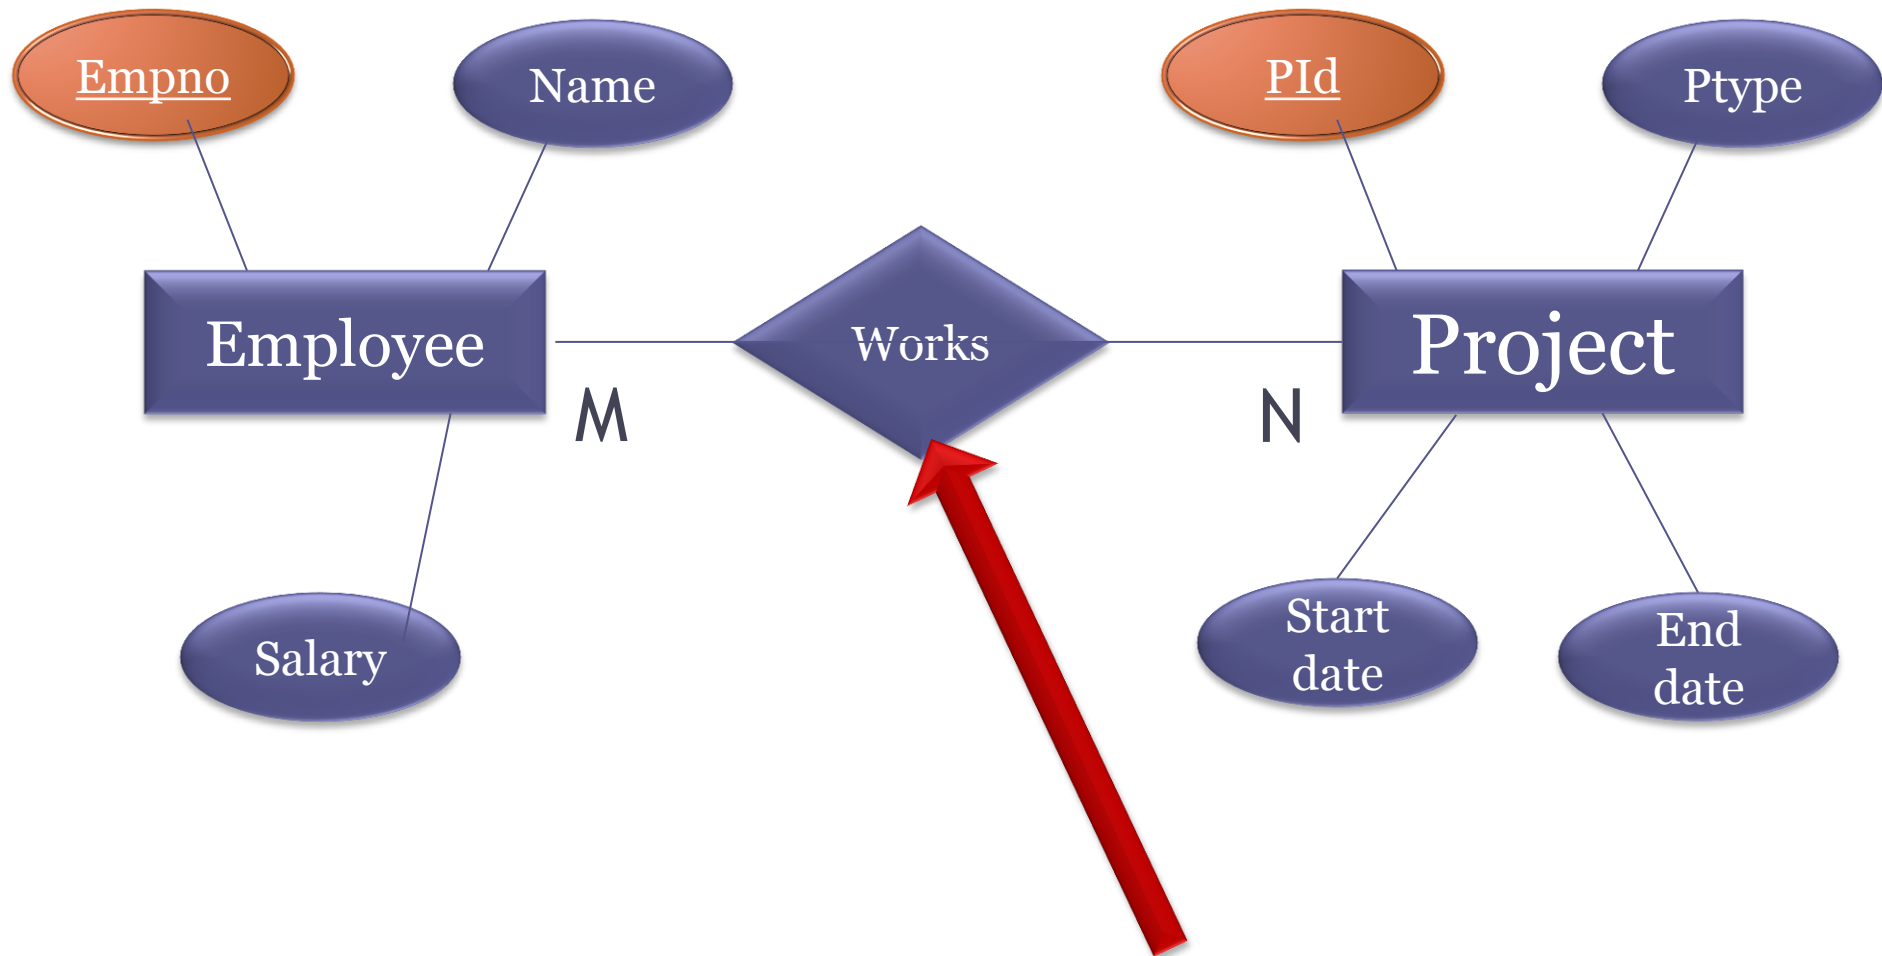 Empno
Name
PId
Ptype
Employee
Works
Project
M
N
Salary
Start
date
End
date